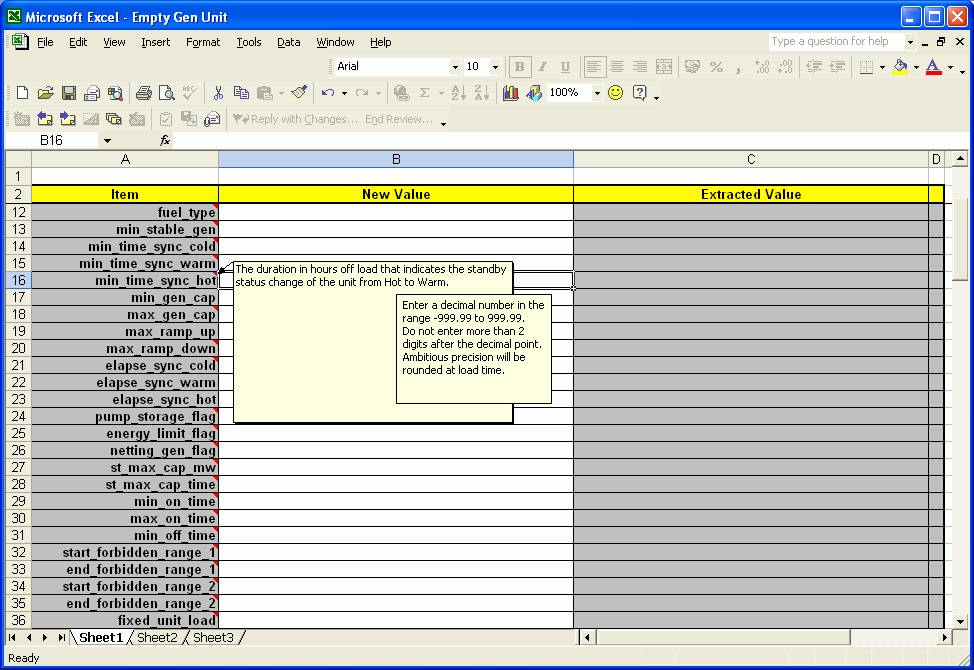 Microsoft Excel - Empty Gen Unit
File Edit View Insert Format Tools Data Window Help Type a question for help
Arial 10 B I U % ,
Σ 100%
Reply with Changes... End Review...
B16 fx
A B C D
1
2 Item New Value Extracted Value
12 fuel_type
13 min_stable_gen
14 min_time_sync_cold
15 min_time_sync_warm
16 min_time_sync_hot
17 min_gen_cap
18 max_gen_cap
19 max_ramp_up
20 max_ramp_down
21 elapse_sync_cold
22 elapse_sync_warm
23 elapse_sync_hot
24 pump_storage_flag
25 energy_limit_flag
26 netting_gen_flag
27 st_max_cap_mw
28 st_max_cap_time
29 min_on_time
30 max_on_time
31 min_off_time
32 start_forbidden_range_1
33 end_forbidden_range_1
34 start_forbidden_range_2
35 end_forbidden_range_2
36 fixed_unit_load
The duration in hours off load that indicates the standby
status change of the unit from Hot to Warm.
Enter a decimal number in the
range -999.99 to 999.99.
Do not enter more than 2
digits after the decimal point.
Ambitious precision will be
rounded at load time.
Sheet1 Sheet2 Sheet3
Ready